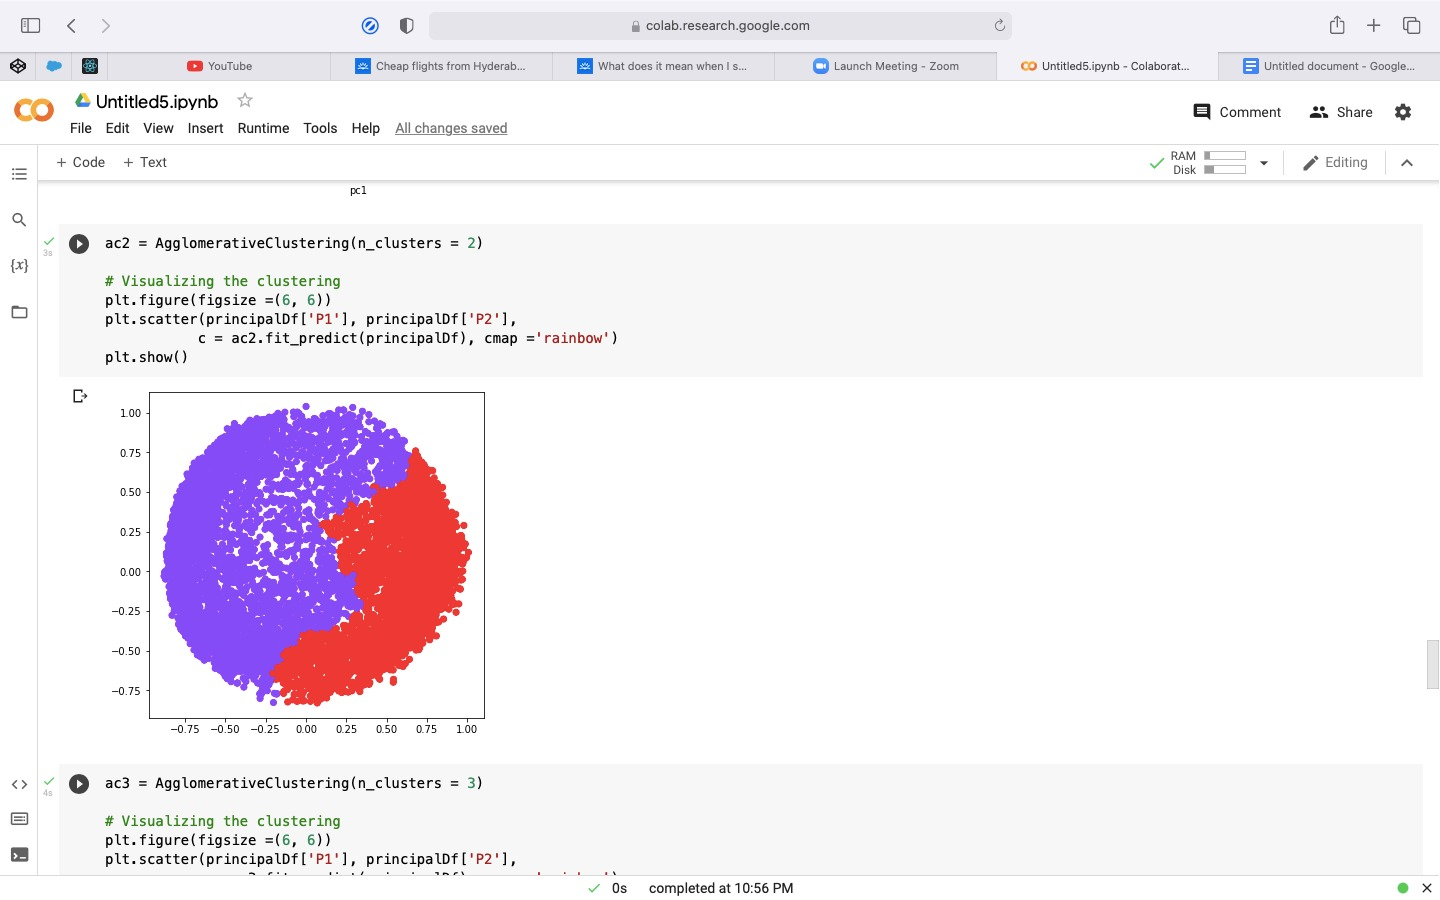 colab.research.google.com
YouTube
Cheap flights from Hyderab...
What does it mean when I s...
Launch Meeting - Zoom
Untitled5.ipynb - Colaborat...
Untitled document - Google...
Untitled5.ipynb
File Edit View Insert Runtime Tools Help All changes saved
Comment
Share
+ Code + Text
RAM
Disk
Editing
pc1
3s
ac2 = AgglomerativeClustering(n_clusters = 2)
# Visualizing the clustering
plt.figure(figsize =(6, 6))
plt.scatter(principalDf['P1'], principalDf['P2'],
c = ac2.fit_predict(principalDf), cmap ='rainbow')
plt.show()
{x}
1.00
0.75
0.50
0.25
0.00
−0.25
−0.50
−0.75
−0.75 −0.50 −0.25 0.00 0.25 0.50 0.75 1.00
4s
ac3 = AgglomerativeClustering(n_clusters = 3)
# Visualizing the clustering
plt.figure(figsize =(6, 6))
plt.scatter(principalDf['P1'], principalDf['P2'],
0s completed at 10:56 PM